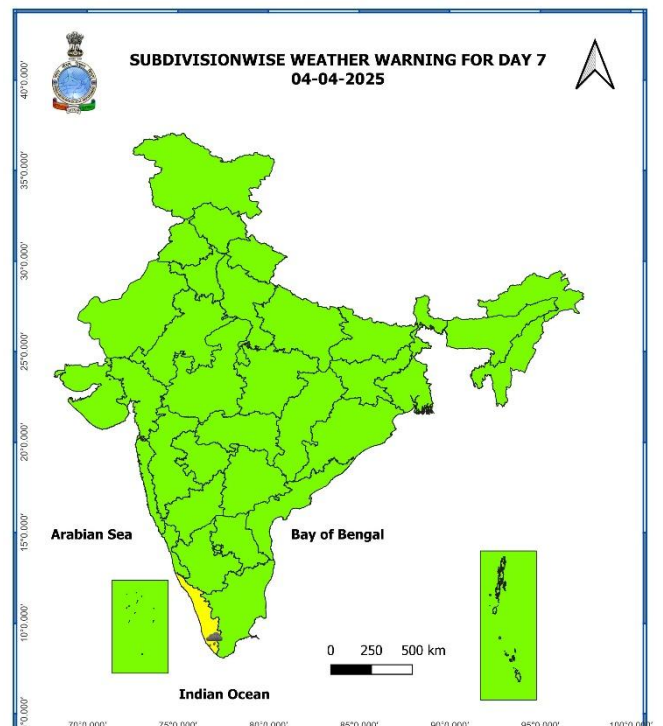 SUBDIVISIONWISE WEATHER WARNING FOR DAY 7
04-04-2025
40°0.000'
35°0.000'
30°0.000'
25°0.000'
20°0.000'
15°0.000'
10°0.000'
Arabian Sea
Bay of Bengal
0 250 500 km
Indian Ocean
70°0.000' 75°0.000' 80°0.000' 85°0.000' 90°0.000' 95°0.000' 100°0.000'